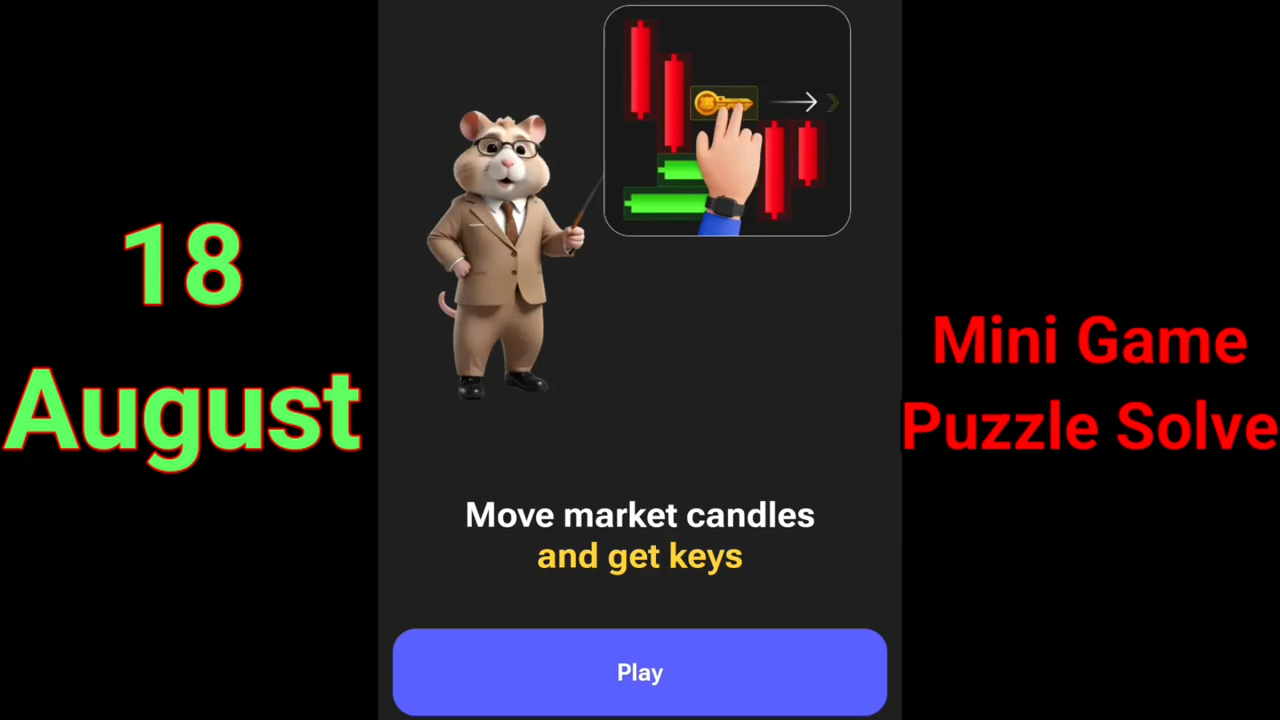 18
August
Move market candles
and get keys
Play
Mini Game
Puzzle Solve